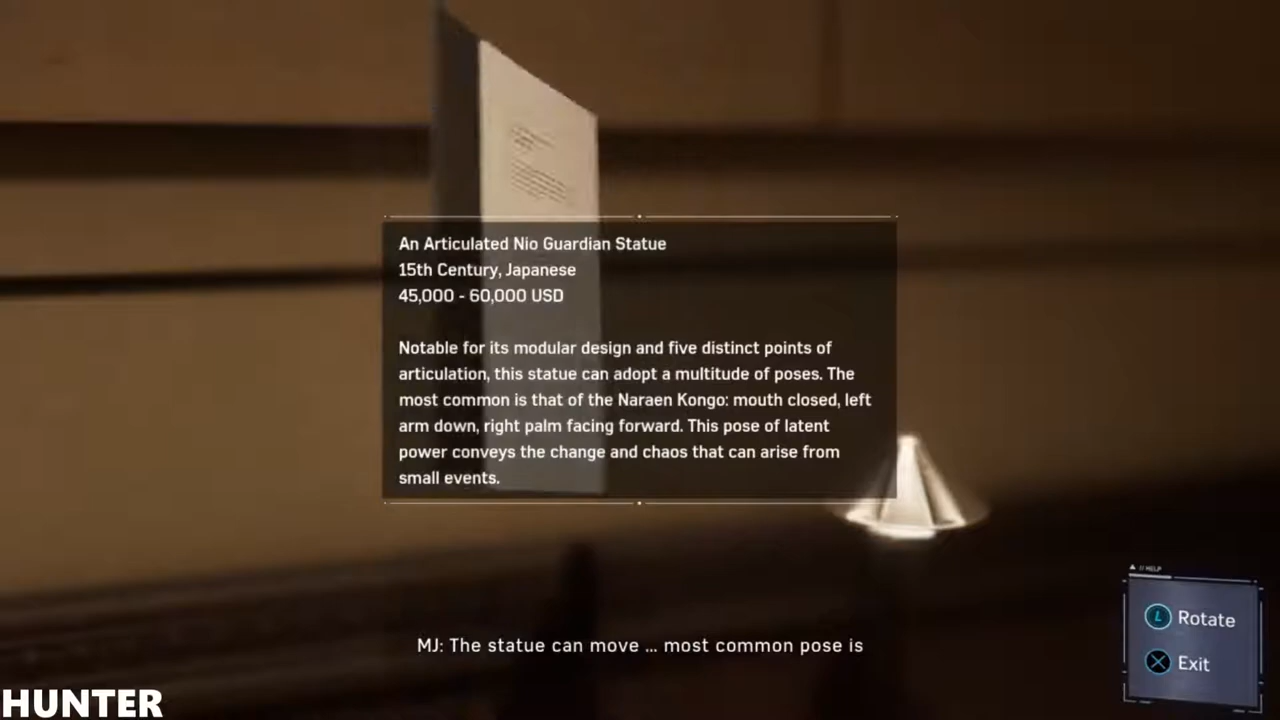 An Articulated Nio Guardian Statue
15th Century, Japanese
45,000 - 60,000 USD
Notable for its modular design and five distinct points of
articulation, this statue can adopt a multitude of poses. The
most common is that of the Naraen Kongo: mouth closed, left
arm down, right palm facing forward. This pose of latent
power conveys the change and chaos that can arise from
small events.
// HELP
L Rotate
Exit
MJ: The statue can move ... most common pose is
HUNTER